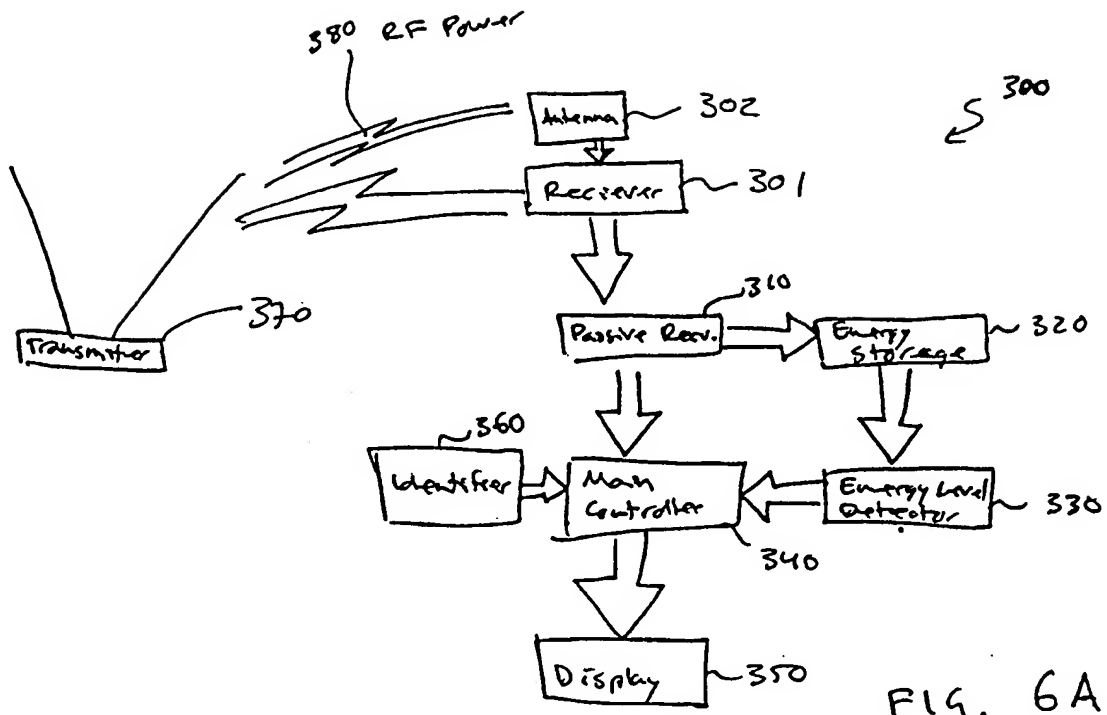 380 RF Power
Antenna
302
300
Reciever
301
310
370
Transmitter
Passive Recv.
Energy
Storage
320
360
Identifier
Main
Controller
Energy Level
Detector
330
340
Display
350
FIG. 6A